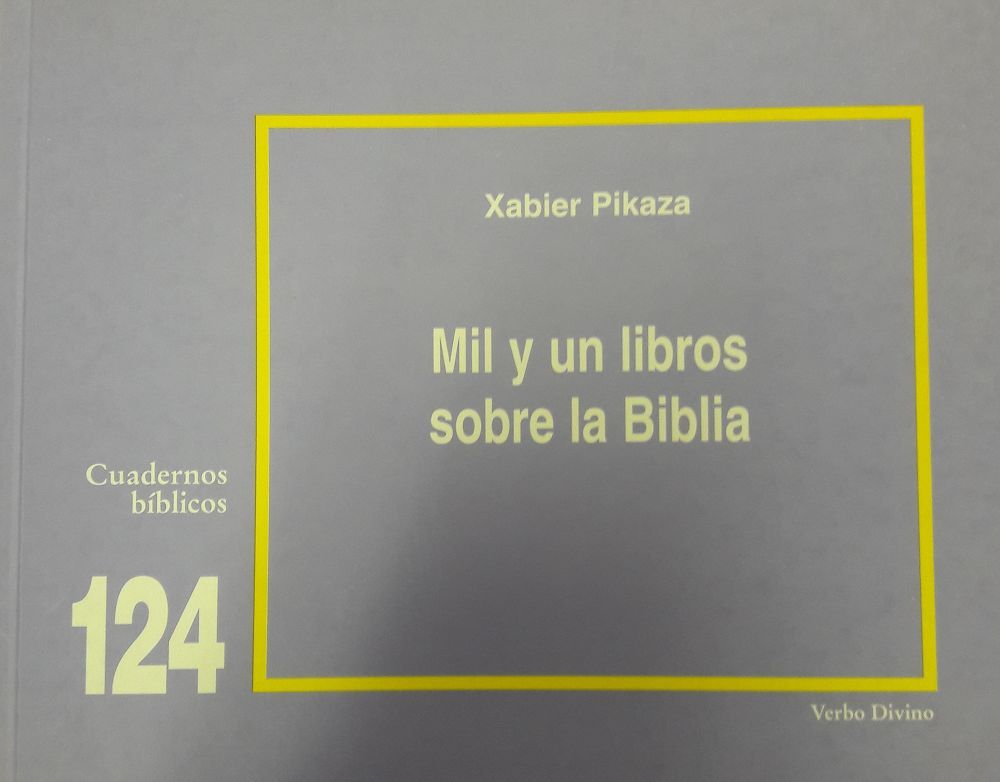 Xabier Pikaza
Mil y un libros
sobre la Biblia
Cuadernos
bíblicos
124
Verbo Divino